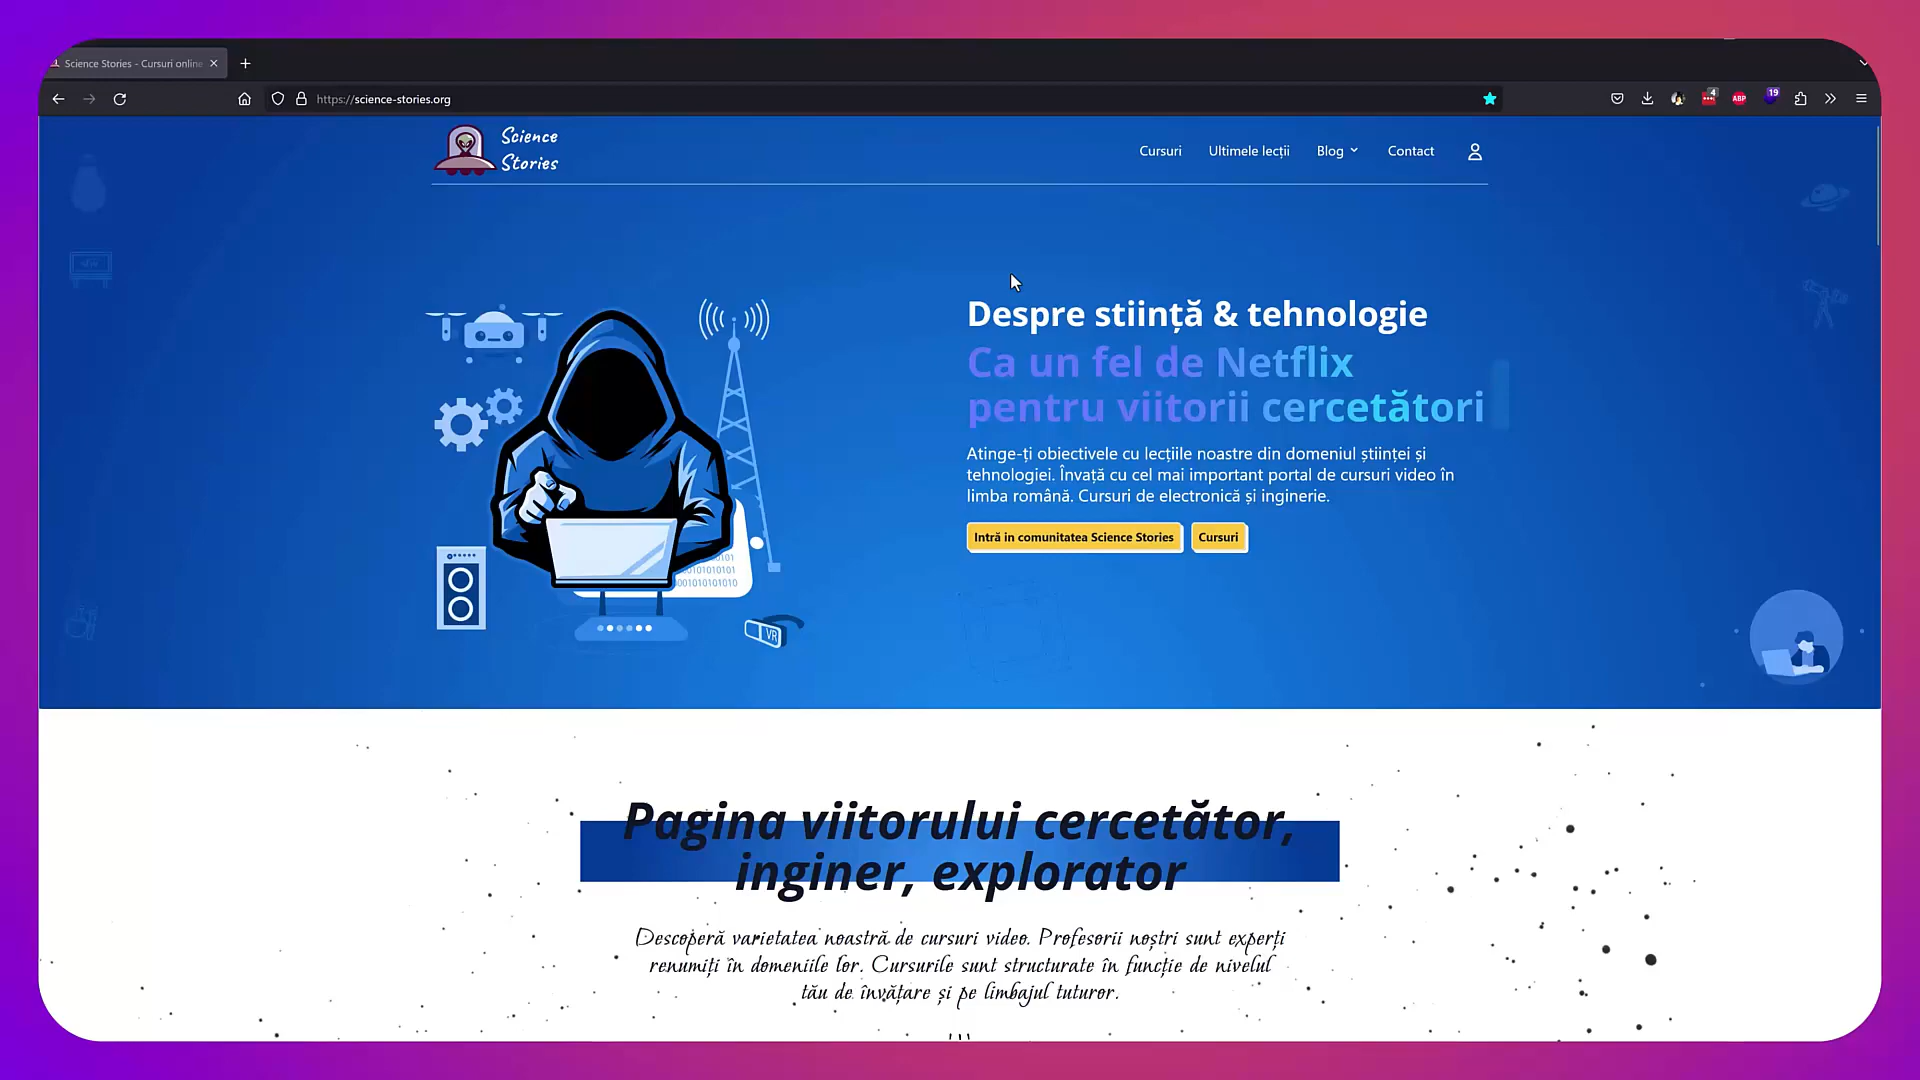 Science Stories - Cursuri online
https://science-stories.org
4
ABP
19
Science
Stories
Cursuri
Ultimele lecții
Blog
Contact
Despre stiință & tehnologie
Ca un fel de Netflix
pentru viitorii cercetători
Atinge-ți obiectivele cu lecțiile noastre din domeniul științei și
tehnologiei. Învață cu cel mai important portal de cursuri video în
limba română. Cursuri de electronică și inginerie.
Intră in comunitatea Science Stories
Cursuri
VR
Pagina viitorului cercetător,
inginer, explorator
Descoperă varietatea noastră de cursuri video. Profesorii noștri sunt experți
renumiți în domeniile lor. Cursurile sunt structurate în funcție de nivelul
tău de învățare și pe limbajul tuturor.